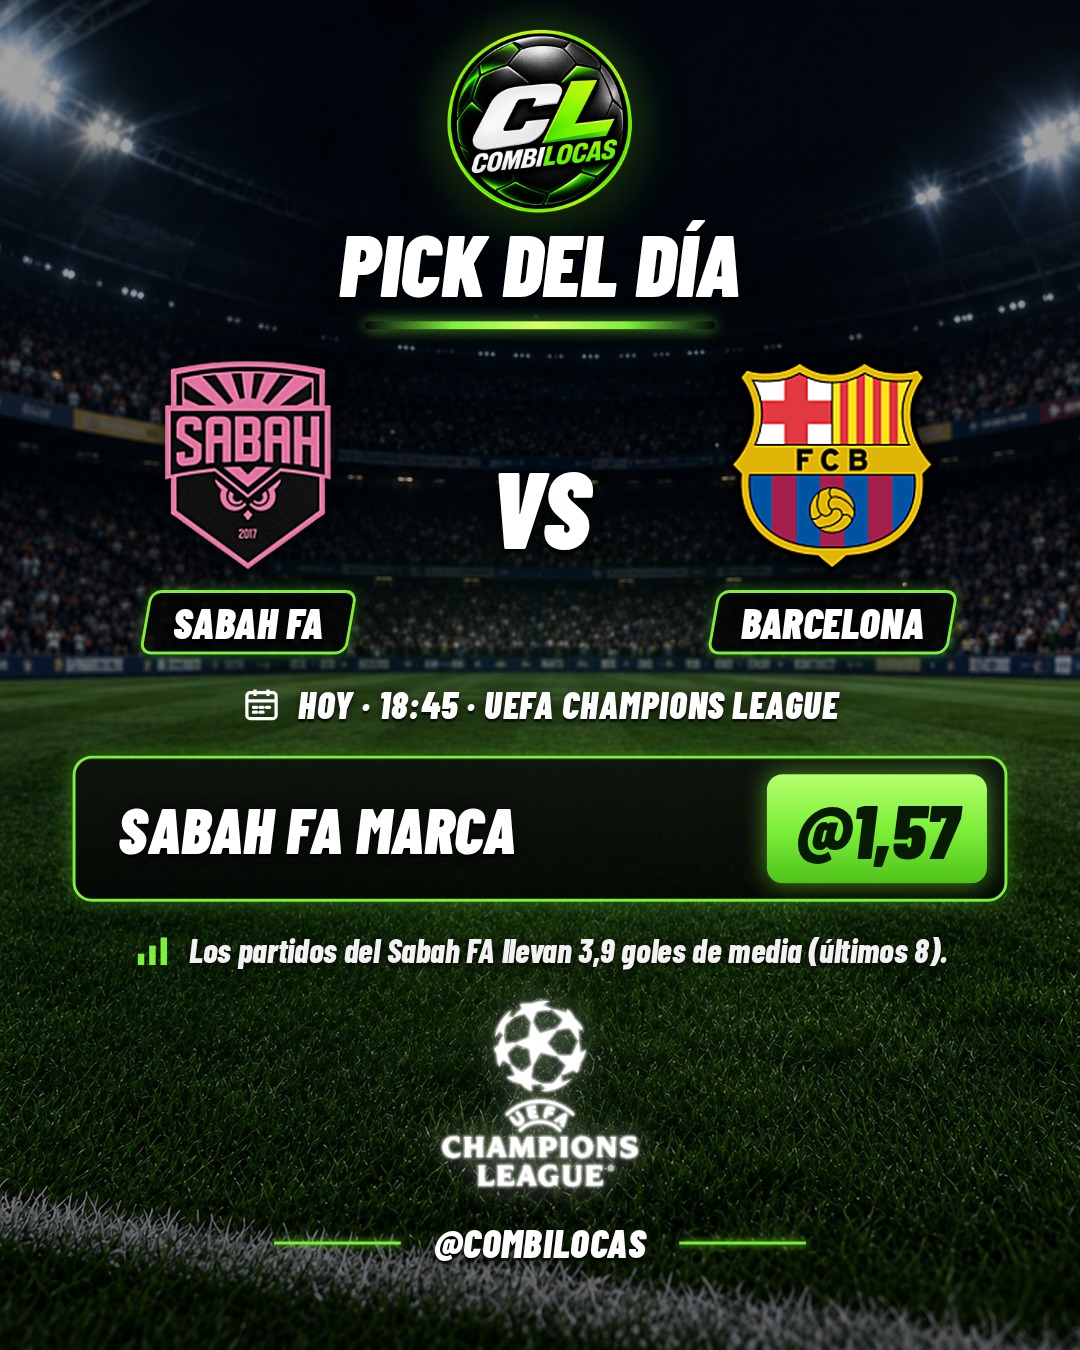 CL
COMBILOCAS
PICK DEL DÍA
SABAH
2017
VS
FCB
SABAH FA
BARCELONA
HOY · 18:45 · UEFA CHAMPIONS LEAGUE
SABAH FA MARCA
@1,57
Los partidos del Sabah FA llevan 3,9 goles de media (últimos 8).
UEFA
CHAMPIONS
LEAGUE
@COMBILOCAS